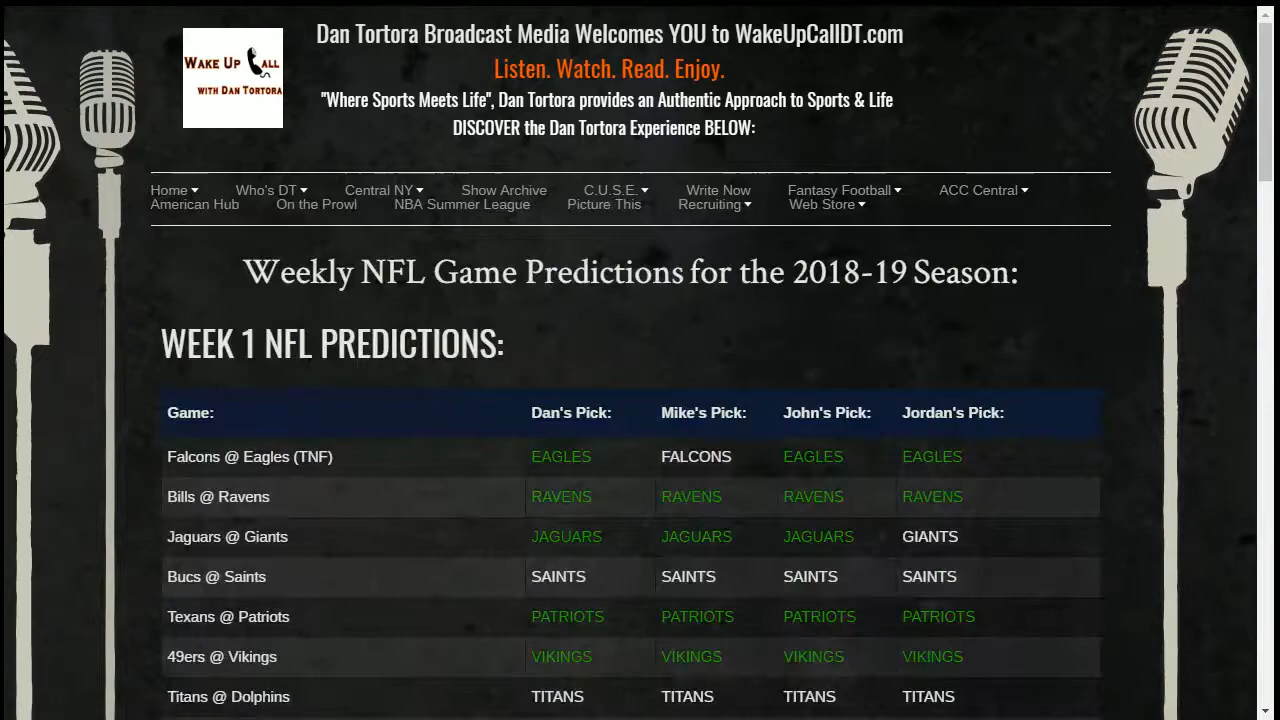 Dan Tortora Broadcast Media Welcomes YOU to WakeUpCallDT.com
Listen. Watch. Read. Enjoy.
"Where Sports Meets Life", Dan Tortora provides an Authentic Approach to Sports & Life
DISCOVER the Dan Tortora Experience BELOW:
WAKE UP CALL
WITH DAN TORTORA
Home Who's DT Central NY Show Archive C.U.S.E. Write Now Fantasy Football ACC Central
American Hub On the Prowl NBA Summer League Picture This Recruiting Web Store
Weekly NFL Game Predictions for the 2018-19 Season:
WEEK 1 NFL PREDICTIONS:
Game: Dan's Pick: Mike's Pick: John's Pick: Jordan's Pick:
Falcons @ Eagles (TNF) EAGLES FALCONS EAGLES EAGLES
Bills @ Ravens RAVENS RAVENS RAVENS RAVENS
Jaguars @ Giants JAGUARS JAGUARS JAGUARS GIANTS
Bucs @ Saints SAINTS SAINTS SAINTS SAINTS
Texans @ Patriots PATRIOTS PATRIOTS PATRIOTS PATRIOTS
49ers @ Vikings VIKINGS VIKINGS VIKINGS VIKINGS
Titans @ Dolphins TITANS TITANS TITANS TITANS